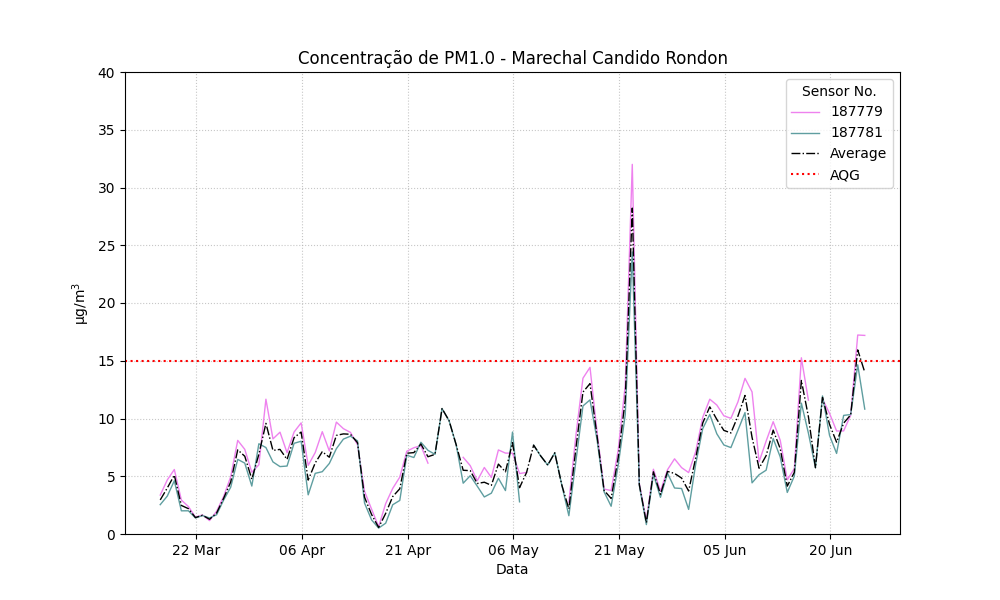 Concentração de PM1.0 - Marechal Candido Rondon
40
35
30
25
20
15
10
5
0
µg/m³
22 Mar
06 Apr
21 Apr
06 May
21 May
05 Jun
20 Jun
Data
Sensor No.
187779
187781
Average
AQG